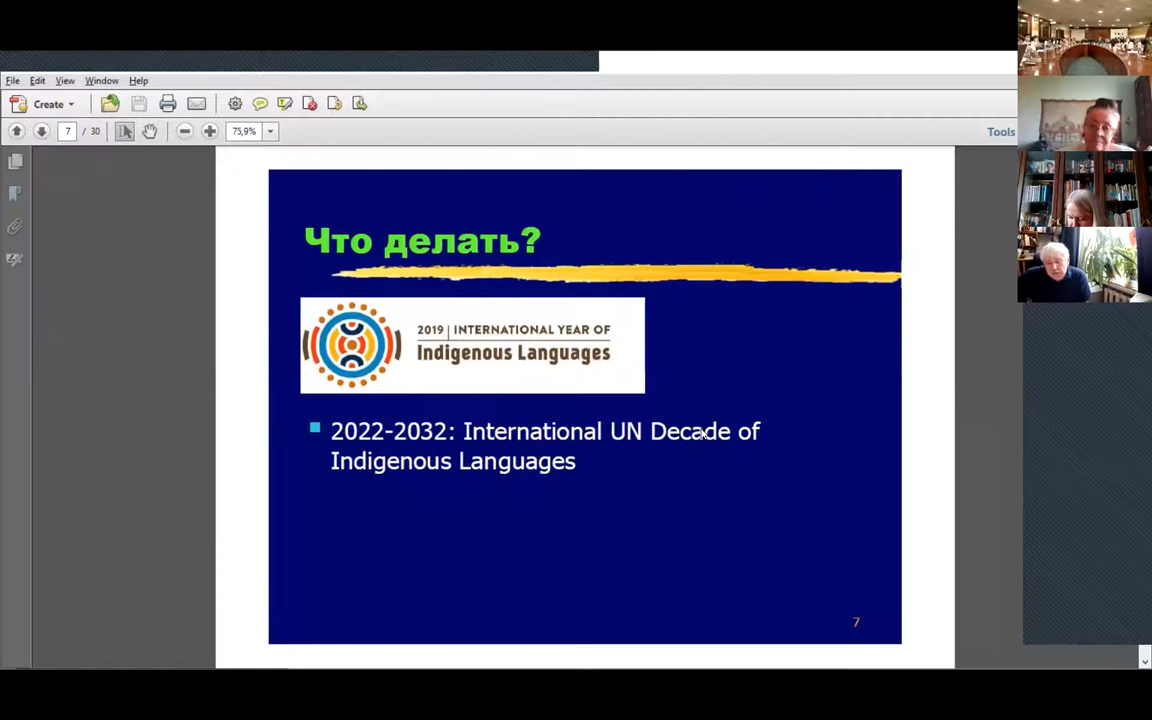 File Edit View Window Help
Create
7 / 30 75,9% Tools
Что делать?
2019 | INTERNATIONAL YEAR OF
Indigenous Languages
2022-2032: International UN Decade of
Indigenous Languages
7